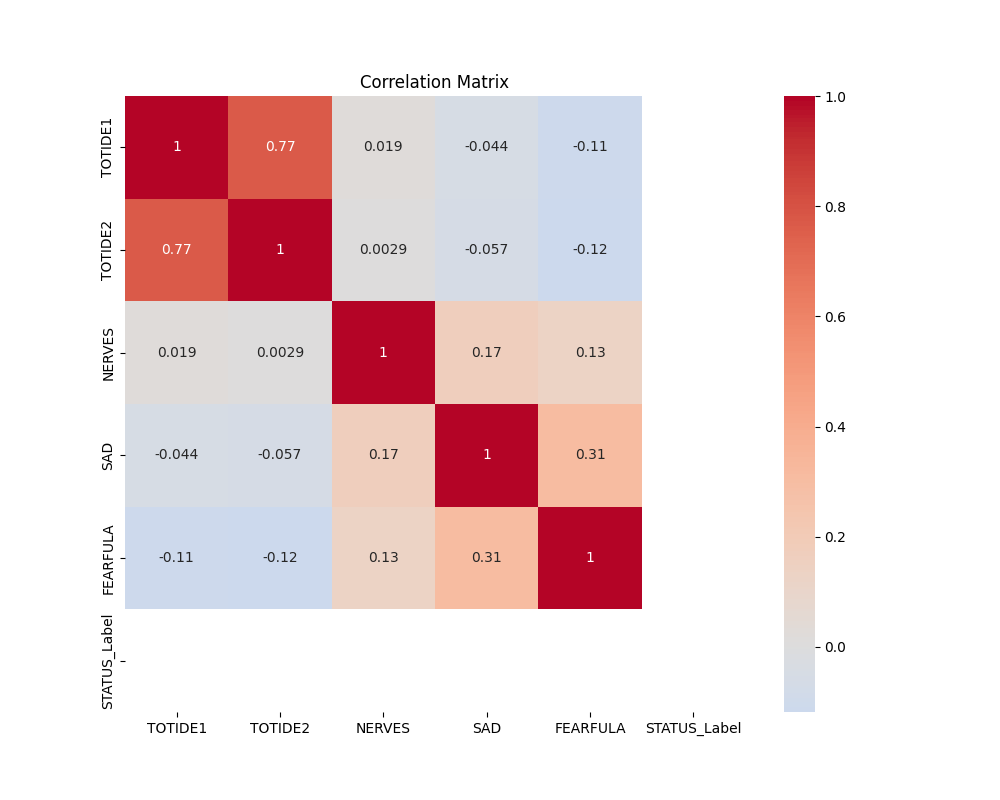 Correlation Matrix
TOTIDE1 1 0.77 0.019 -0.044 -0.11
TOTIDE2 0.77 1 0.0029 -0.057 -0.12
NERVES 0.019 0.0029 1 0.17 0.13
SAD -0.044 -0.057 0.17 1 0.31
FEARFULA -0.11 -0.12 0.13 0.31 1
STATUS_Label
TOTIDE1 TOTIDE2 NERVES SAD FEARFULA STATUS_Label
1.0
0.8
0.6
0.4
0.2
0.0